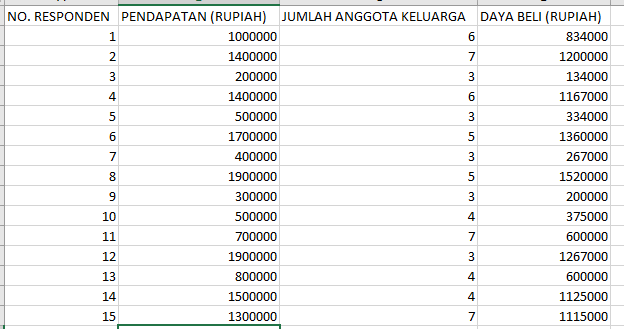 NO. RESPONDEN PENDAPATAN (RUPIAH) JUMLAH ANGGOTA KELUARGA DAYA BELI (RUPIAH)
1 1000000 6 834000
2 1400000 7 1200000
3 200000 3 134000
4 1400000 6 1167000
5 500000 3 334000
6 1700000 5 1360000
7 400000 3 267000
8 1900000 5 1520000
9 300000 3 200000
10 500000 4 375000
11 700000 7 600000
12 1900000 3 1267000
13 800000 4 600000
14 1500000 4 1125000
15 1300000 7 1115000